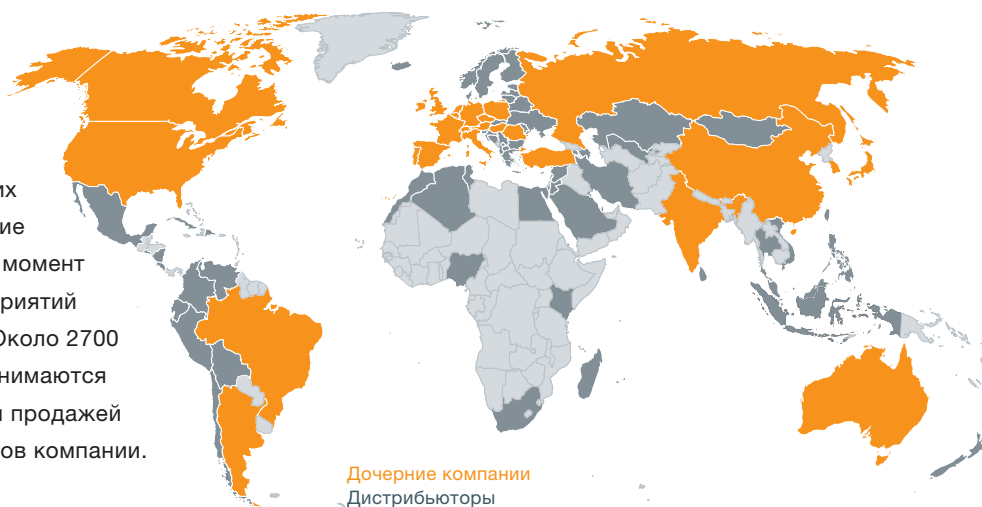 их
ие
момент
риятий
Около 2700
нимаются
и продажей
ов компании.
Дочерние компании
Дистрибьюторы